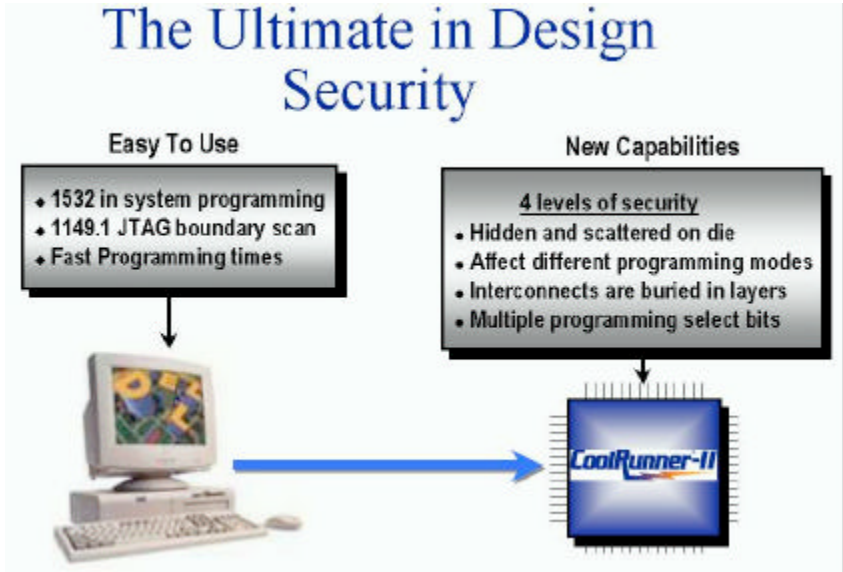 The Ultimate in Design
Security
Easy To Use
1532 in system programming
1149.1 JTAG boundary scan
Fast Programming times
New Capabilities
4 levels of security
Hidden and scattered on die
Affect different programming modes
Interconnects are buried in layers
Multiple programming select bits
DELL
CoolRunner-II